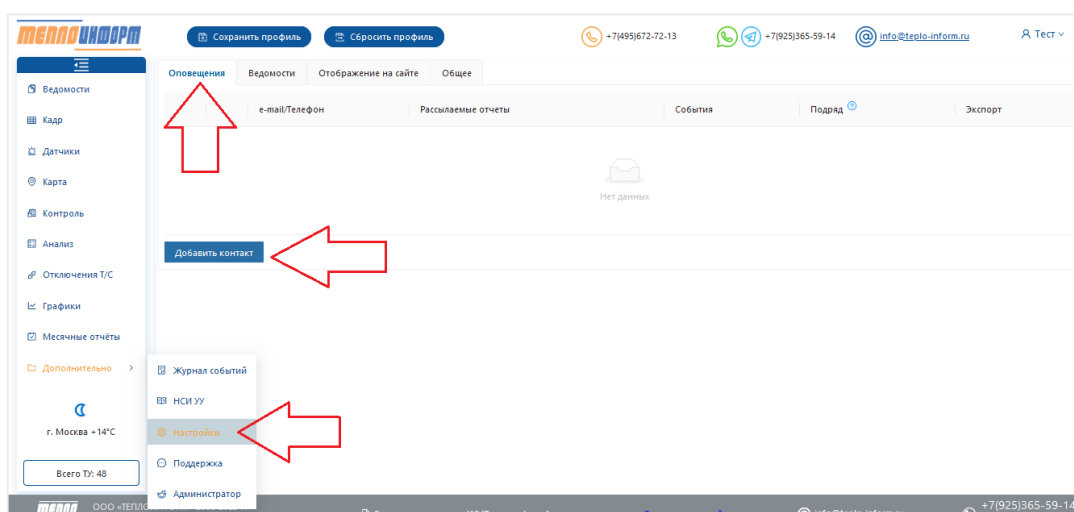 ТЕПЛОИНФОРМ
Сохранить профиль
Сбросить профиль
+7(495)672-72-13
+7(925)365-59-14
info@teplo-inform.ru
Тест
Ведомости
Кадр
Датчики
Карта
Контроль
Анализ
Отключения Т/С
Графики
Месячные отчёты
Дополнительно
г. Москва +14°C
Всего ТУ: 48
Оповещения
Ведомости
Отображение на сайте
Общее
e-mail/Телефон
Рассылаемые отчеты
События
Подряд
Экспорт
Нет данных
Добавить контакт
Журнал событий
НСИ УУ
Настройки
Поддержка
Администратор
ООО «ТЕПЛО
+7(925)365-59-14